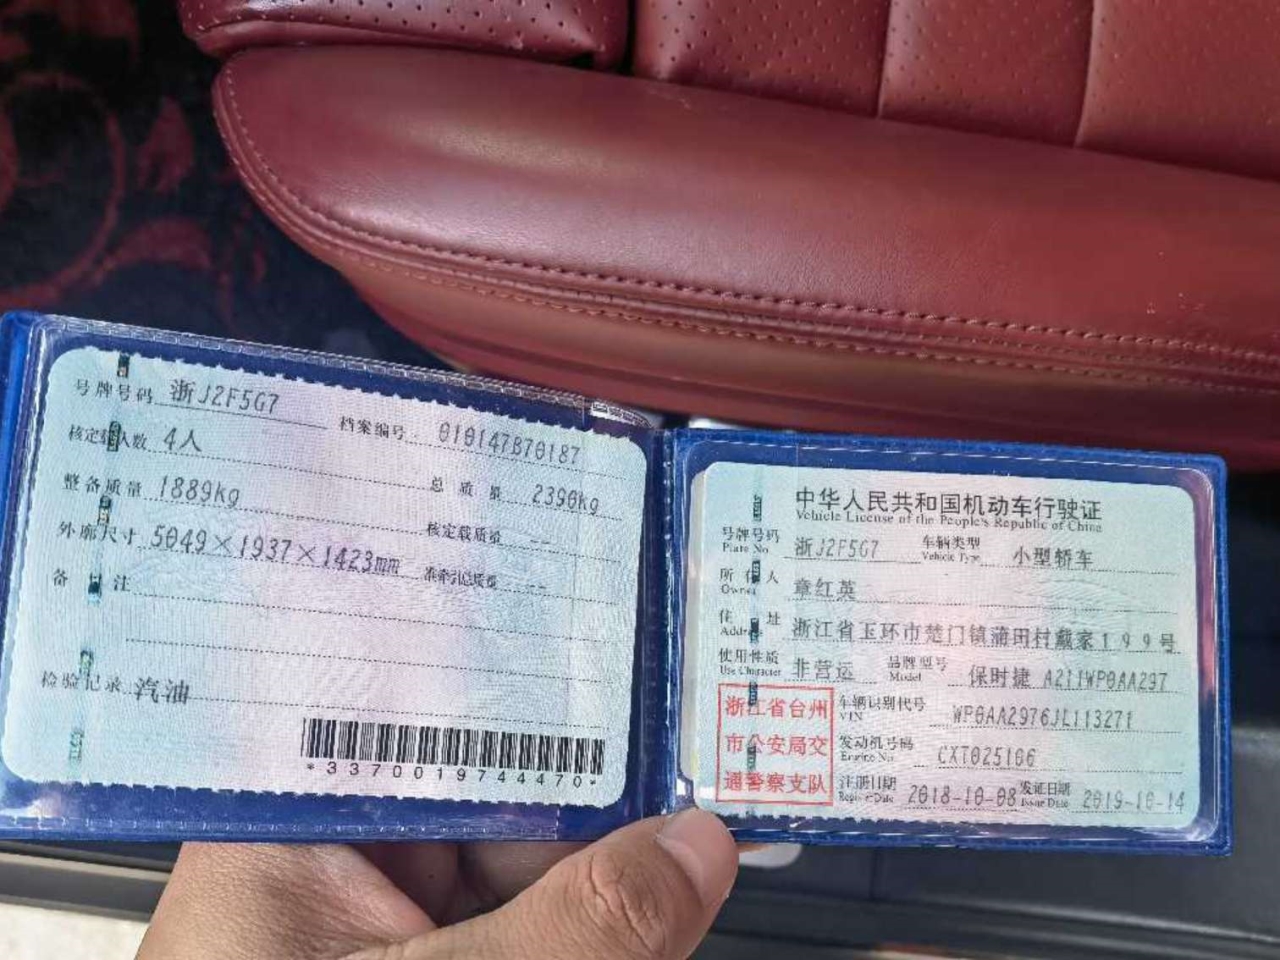 号牌号码 浙J2F5G7 档案编号 010147870187
核定载人数 4人 总质量 2390kg
整备质量 1889kg 核定载质量 --
外廓尺寸 5049×1937×1423mm 准牵引总质量 --
备注
检验记录 汽油
*3370019744470*
中华人民共和国机动车行驶证
Vehicle License of the People's Republic of China
号牌号码 浙J2F5G7 车辆类型 小型轿车
Plate No. Vehicle Type
所有人 章红英
Owner
住址 浙江省玉环市楚门镇蒲田村戴家199号
Address
使用性质 非营运 品牌型号 保时捷 A211WP0AA297
Use Character Model
浙江省台州
市公安局交
通警察支队
车辆识别代号 WP0AA2976JL113271
VIN
发动机号码 CXT025106
Engine No.
注册日期 2018-10-08 发证日期 2019-10-14
Register Date Issue Date